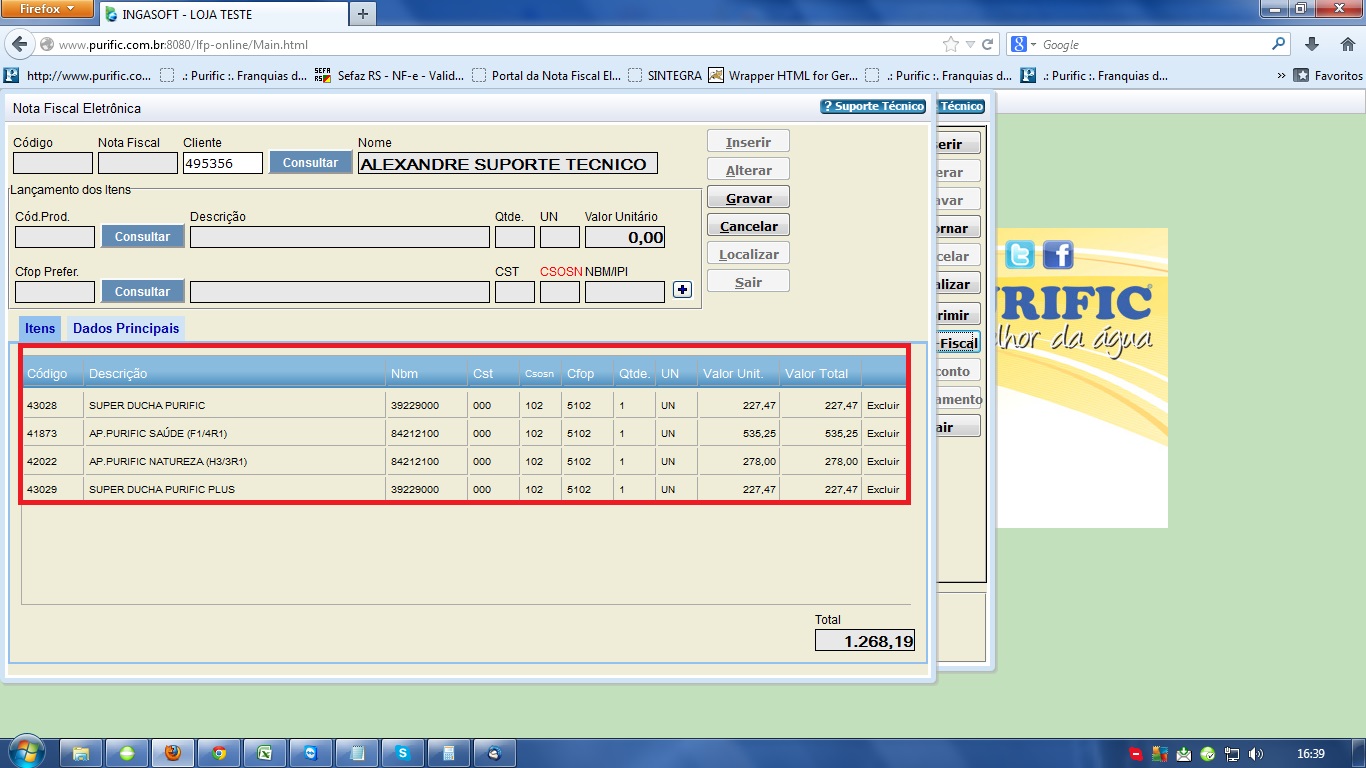 Firefox
INGASOFT - LOJA TESTE
www.purific.com.br:8080/lfp-online/Main.html
Google
http://www.purific.co...
.: Purific :. Franquias d...
Sefaz RS - NF-e - Valid...
Portal da Nota Fiscal El...
SINTEGRA
Wrapper HTML for Ger...
.: Purific :. Franquias d...
.: Purific :. Franquias d...
»
Favoritos
Nota Fiscal Eletrônica
? Suporte Técnico
Técnico
Código Nota Fiscal Cliente Nome
495356 Consultar ALEXANDRE SUPORTE TECNICO
Lançamento dos Itens
Cód.Prod. Descrição Qtde. UN Valor Unitário
Consultar 0,00
Cfop Prefer. CST CSOSN NBM/IPI
Consultar
Inserir
Alterar
Gravar
Cancelar
Localizar
Sair
erir
erar
avar
ornar
celar
alizar
primir
Fiscal
conto
amento
air
Itens Dados Principais
Código Descrição Nbm Cst Csosn Cfop Qtde. UN Valor Unit. Valor Total
43028 SUPER DUCHA PURIFIC 39229000 000 102 5102 1 UN 227,47 227,47 Excluir
41873 AP.PURIFIC SAÚDE (F1/4R1) 84212100 000 102 5102 1 UN 535,25 535,25 Excluir
42022 AP.PURIFIC NATUREZA (H3/3R1) 84212100 000 102 5102 1 UN 278,00 278,00 Excluir
43029 SUPER DUCHA PURIFIC PLUS 39229000 000 102 5102 1 UN 227,47 227,47 Excluir
Total
1.268,19
URIFIC
lhor da água
16:39